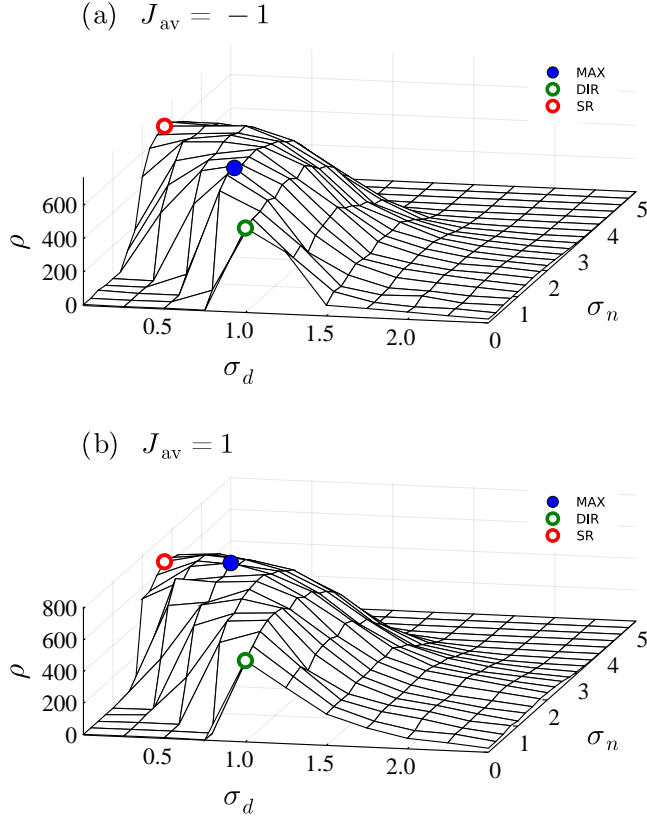 (a) J_av = −1
MAX
DIR
SR
600
400
200
0
ρ
0.5
1.0
1.5
2.0
σ_d
0
1
2
3
4
5
σ_n
(b) J_av = 1
MAX
DIR
SR
800
600
400
200
0
ρ
0.5
1.0
1.5
2.0
σ_d
0
1
2
3
4
5
σ_n